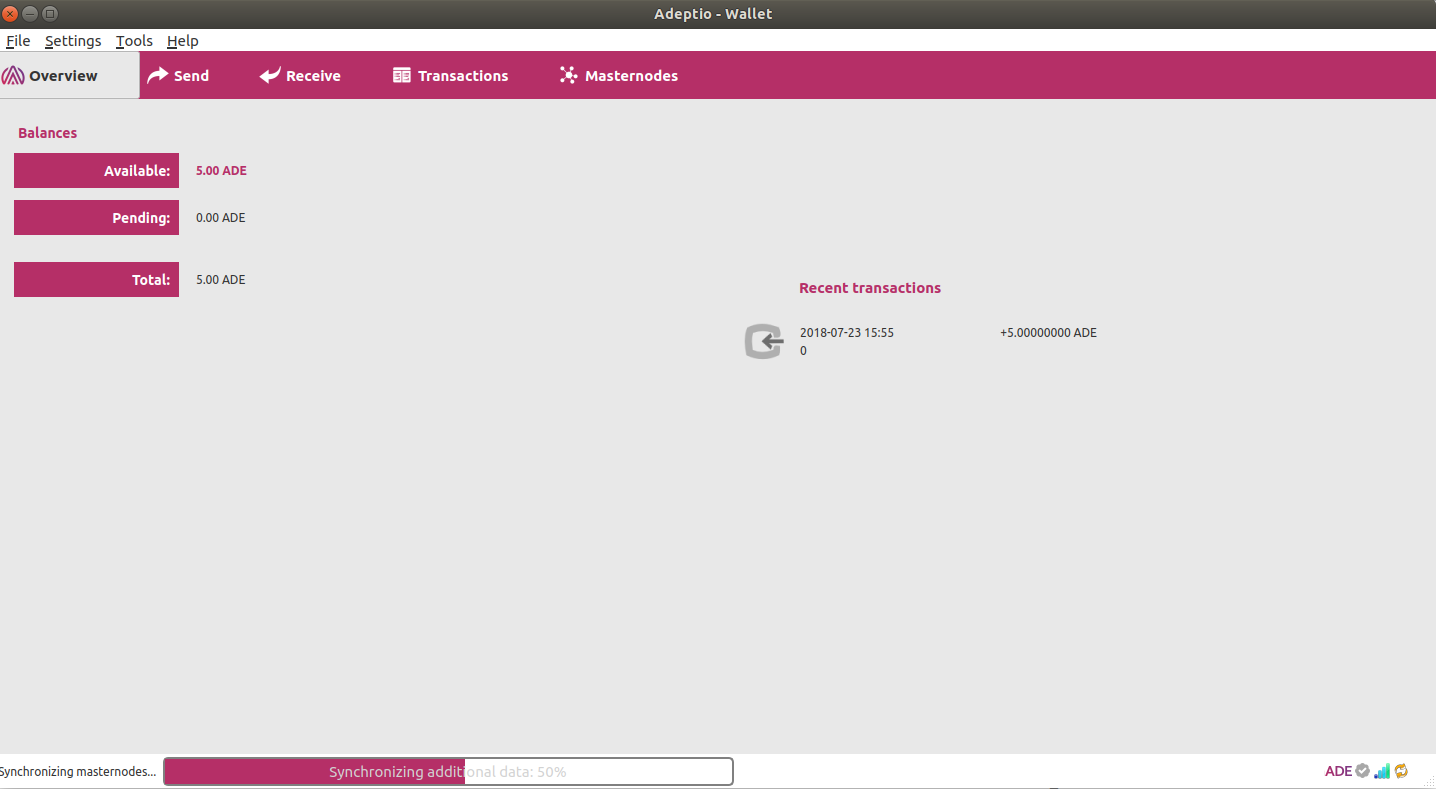 Adeptio - Wallet
File Settings Tools Help
Overview Send Receive Transactions Masternodes
Balances
Available: 5.00 ADE
Pending: 0.00 ADE
Total: 5.00 ADE
Recent transactions
2018-07-23 15:55 +5.00000000 ADE
0
Synchronizing masternodes... Synchronizing additional data: 50% ADE